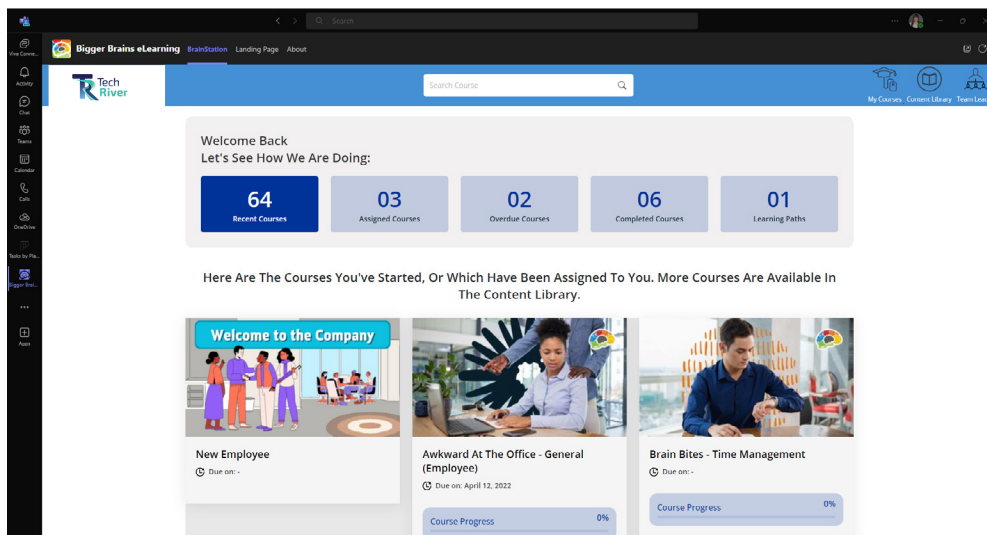 Search
Viva Conne...
Bigger Brains eLearning BrainStation Landing Page About
Activity
Chat
Teams
Calendar
Calls
OneDrive
Tasks by Pla...
Bigger Brai...
Apps
Tech
River
Search Course
My Courses Content Library Team Lead
Welcome Back
Let's See How We Are Doing:
64 03 02 06 01
Recent Courses Assigned Courses Overdue Courses Completed Courses Learning Paths
Here Are The Courses You've Started, Or Which Have Been Assigned To You. More Courses Are Available In
The Content Library.
Welcome to the Company
New Employee
Due on: -
Awkward At The Office - General
(Employee)
Due on: April 12, 2022
Course Progress 0%
Brain Bites - Time Management
Due on: -
Course Progress 0%